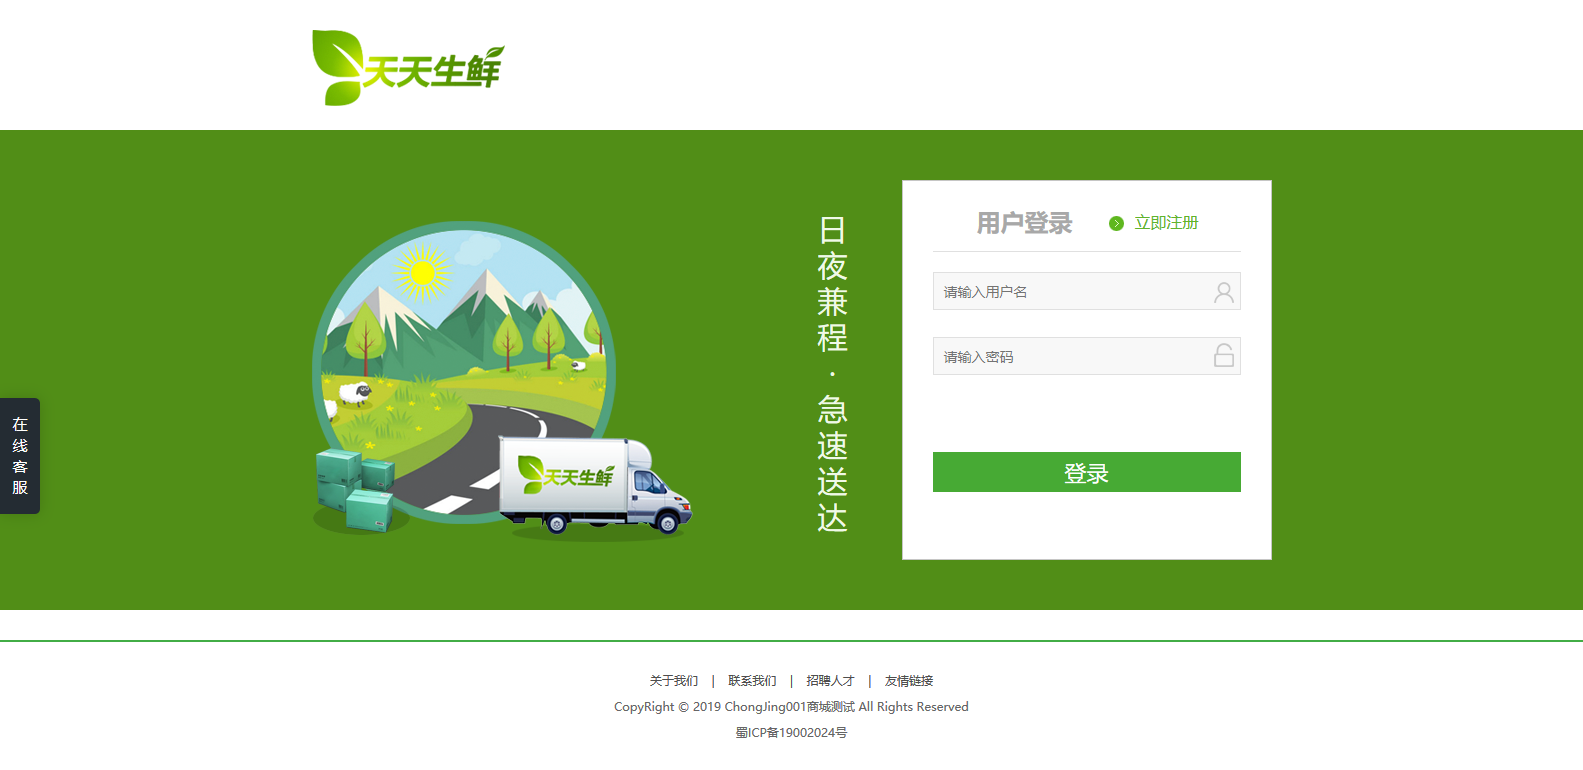 天天生鲜
日夜兼程·急速送达
用户登录 立即注册
请输入用户名
请输入密码
登录
天天生鲜
在线客服
关于我们 | 联系我们 | 招聘人才 | 友情链接
CopyRight © 2019 ChongJing001商城测试 All Rights Reserved
蜀ICP备19002024号